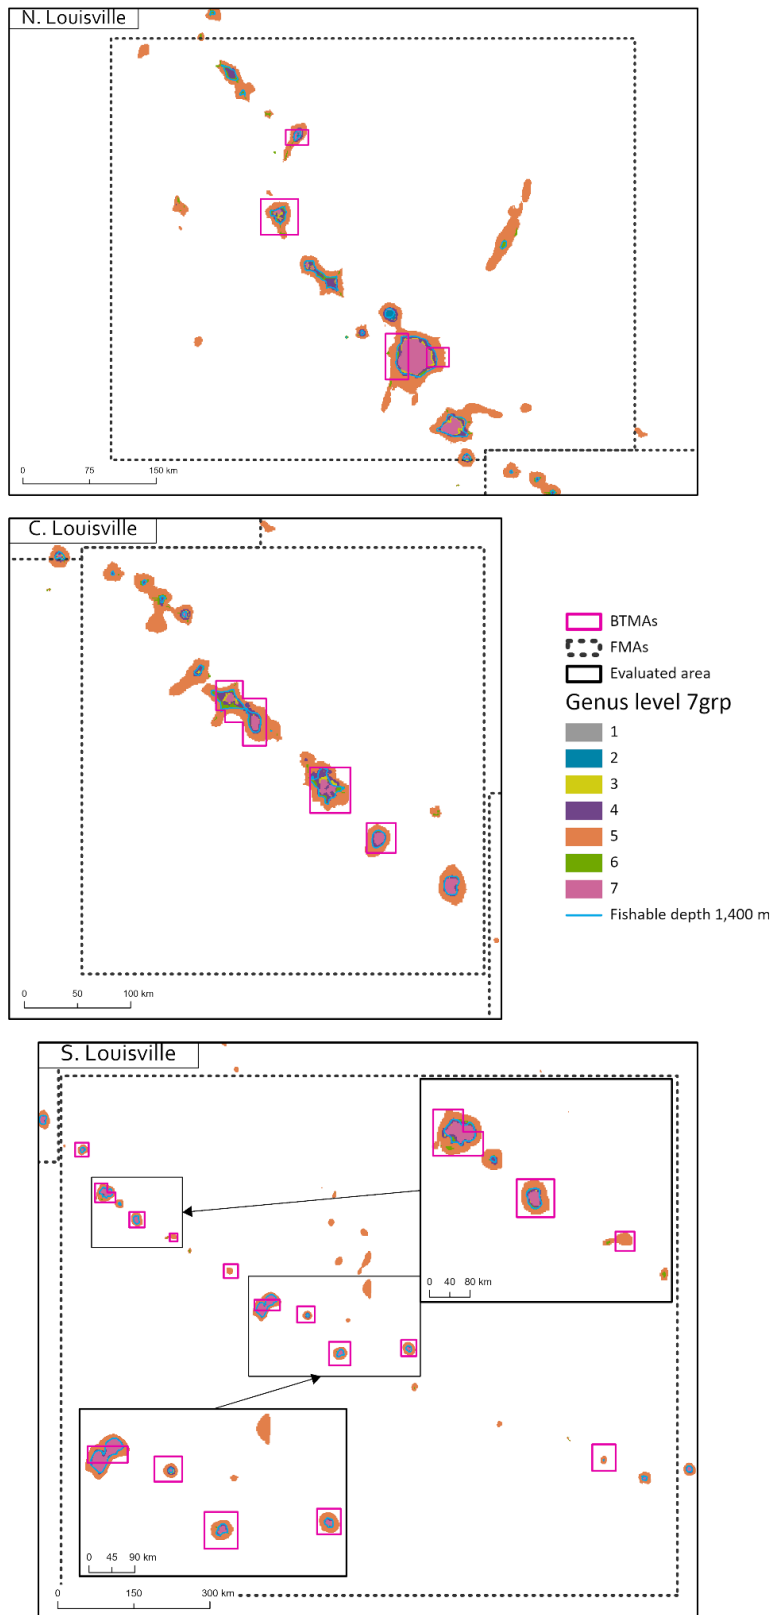 N. Louisville
0 75 150 km
C. Louisville
BTMAs
FMAs
Evaluated area
Genus level 7grp
1
2
3
4
5
6
7
Fishable depth 1,400 m
0 50 100 km
S. Louisville
0 40 80 km
0 45 90 km
0 150 300 km